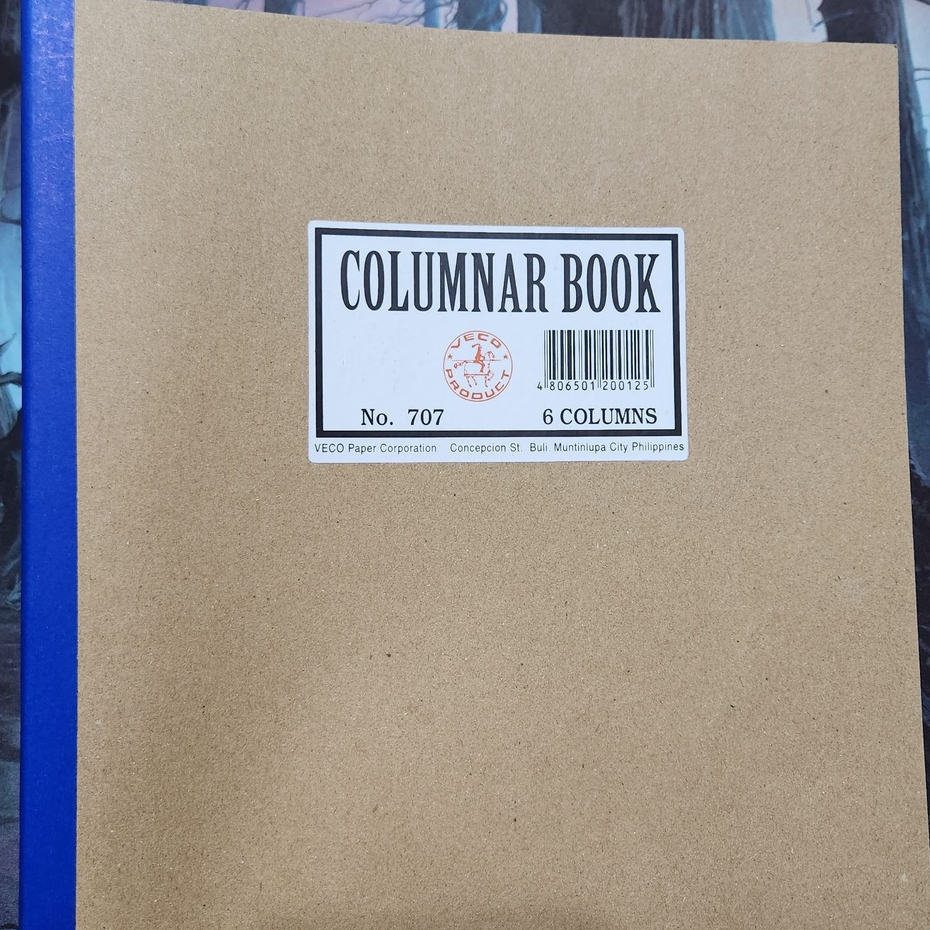 COLUMNAR BOOK
VECO
PRODUCT
4 806501 200125
No. 707 6 COLUMNS
VECO Paper Corporation Concepcion St. Buli. Muntinlupa City Philippines